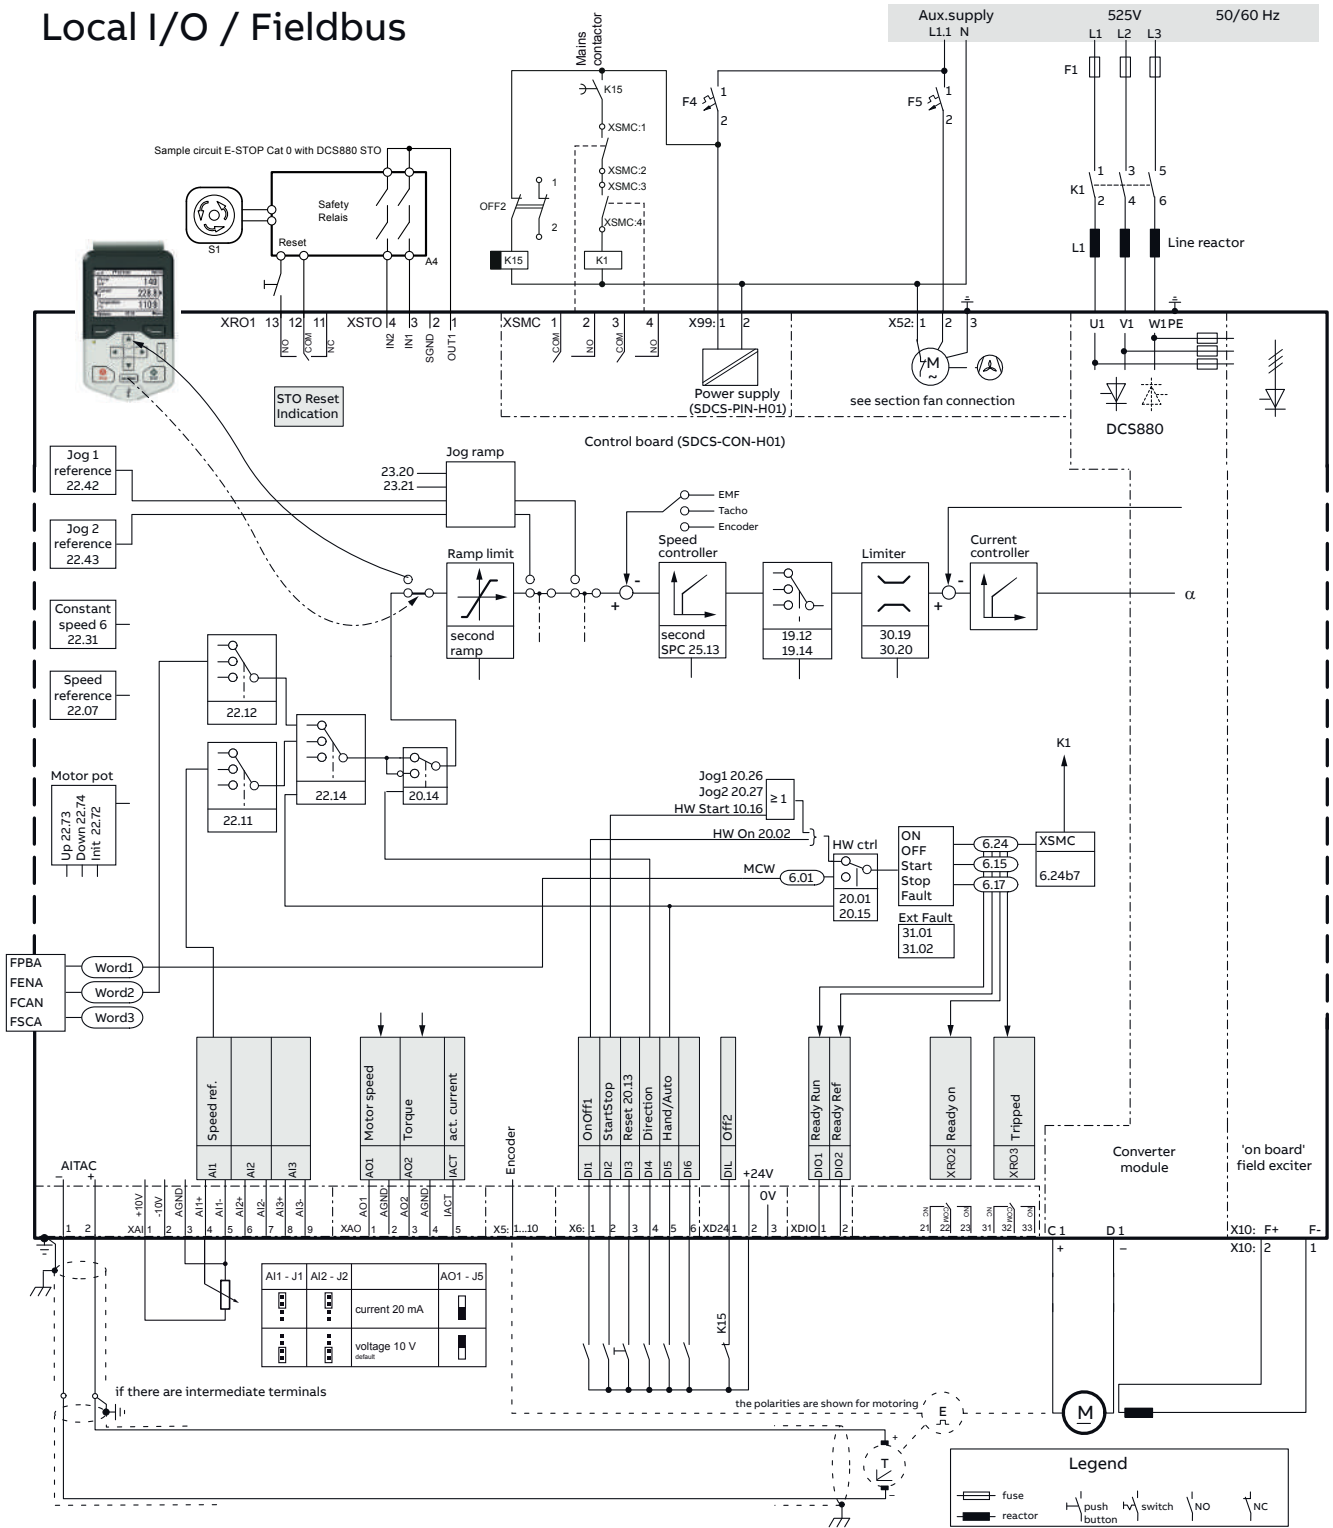 Local I/O / Fieldbus
Aux.supply 525V 50/60 Hz
L1.1 N L1 L2 L3
Mains
contactor
K15
F4 1
2
F5 1
2
F1
XSMC:1
XSMC:2
XSMC:3
XSMC:4
OFF2
1
2
K15
K1
K1
1 3 5
2 4 6
L1
Line reactor
Sample circuit E-STOP Cat 0 with DCS880 STO
Safety
Relais
Reset
S1
A4
XRO1 13 12 11
NO COM NC
XSTO 4 3 2 1
IN2 IN1 SGND OUT1
XSMC 1 2 3 4
COM NO COM NO
X99: 1 2
X52: 1 2 3
U1 V1 W1 PE
STO Reset
Indication
Power supply
(SDCS-PIN-H01)
M
~
see section fan connection
DCS880
Control board (SDCS-CON-H01)
Jog 1
reference
22.42
Jog 2
reference
22.43
Constant
speed 6
22.31
Speed
reference
22.07
Motor pot
Up 22.73
Down 22.74
Init 22.72
Jog ramp
23.20
23.21
EMF
Tacho
Encoder
Ramp limit
second
ramp
+
-
Speed
controller
second
SPC 25.13
19.12
19.14
Limiter
30.19
30.20
+
-
Current
controller
α
22.12
22.11
22.14
20.14
K1
Jog1 20.26
Jog2 20.27
HW Start 10.16
≥ 1
HW On 20.02
HW ctrl
20.01
20.15
MCW
6.01
ON
OFF
Start
Stop
Fault
6.24
6.15
6.17
XSMC
6.24b7
Ext Fault
31.01
31.02
FPBA
FENA
FCAN
FSCA
Word1
Word2
Word3
Speed ref.
AI1 AI2 AI3
Motor speed
Torque
act. current
AO1 AO2 IACT
Encoder
OnOff1
StartStop
Reset 20.13
Direction
Hand/Auto
DI1 DI2 DI3 DI4 DI5 DI6
Off2
DIL
+24V
0V
Ready Run
Ready Ref
DIO1 DIO2
Ready on
XRO2
Tripped
XRO3
Converter
module
'on board'
field exciter
AITAC
– +
1 2
+10V -10V AGND AI1+ AI1- AI2+ AI2- AI3+ AI3-
XAI 1 2 3 4 5 6 7 8 9
AO1 AGND AO2 AGND IACT
XAO 1 2 3 4 5
X5: 1...10
X6: 1 2 3 4 5 6
XD24 1 2 3
XDIO 1 2
NC COM NO NC COM NO
21 22 23 31 32 33
C 1 D 1
+ –
X10: F+ F-
X10: 2 1
AI1 - J1 AI2 - J2 AO1 - J5
current 20 mA
voltage 10 V
default
K15
if there are intermediate terminals
the polarities are shown for motoring
E
M
T
+
–
Legend
fuse
reactor
push
button
switch
NO
NC